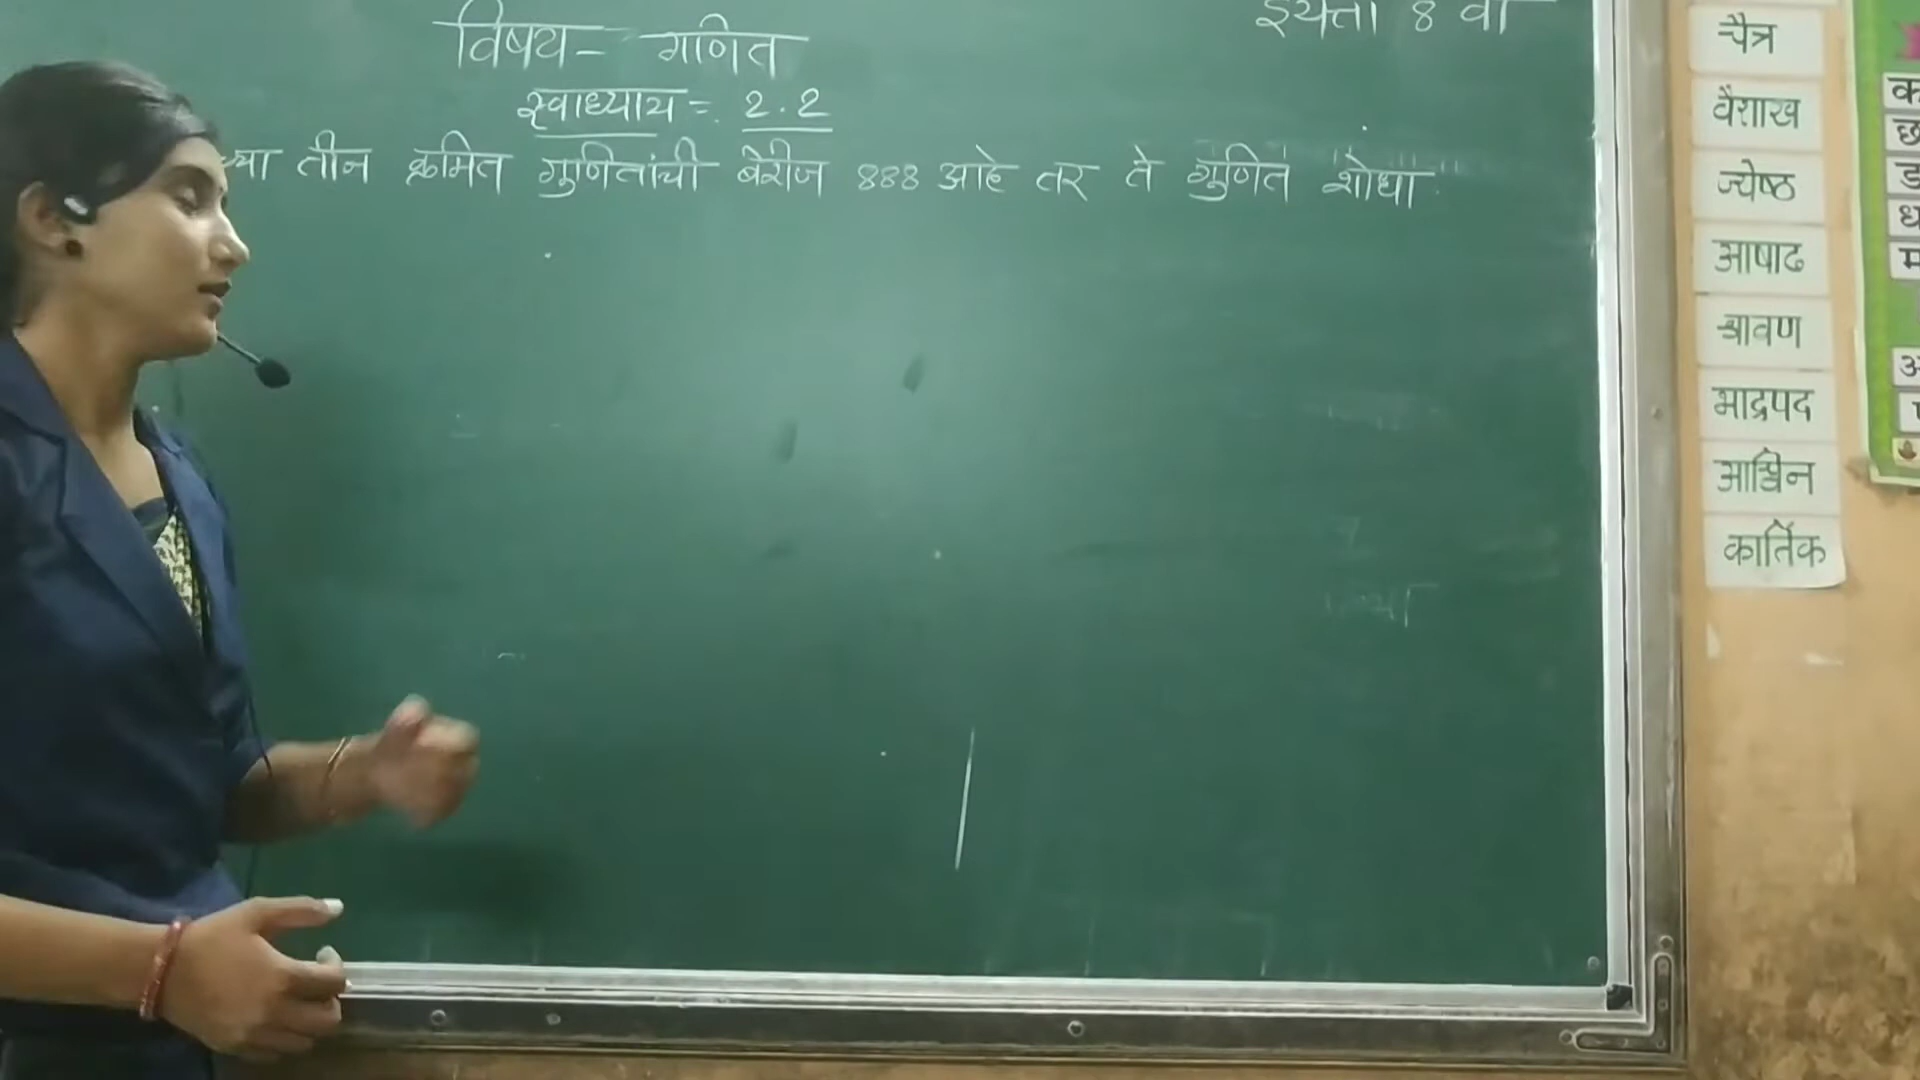 इयत्ता 8 वी
विषय - गणित
स्वाध्याय = 2.2
च्या तीन क्रमित गुणितांची बेरीज 888 आहे तर ते गुणित शोधा
चैत्र
वैशाख
ज्येष्ठ
आषाढ
श्रावण
भाद्रपद
आश्विन
कार्तिक